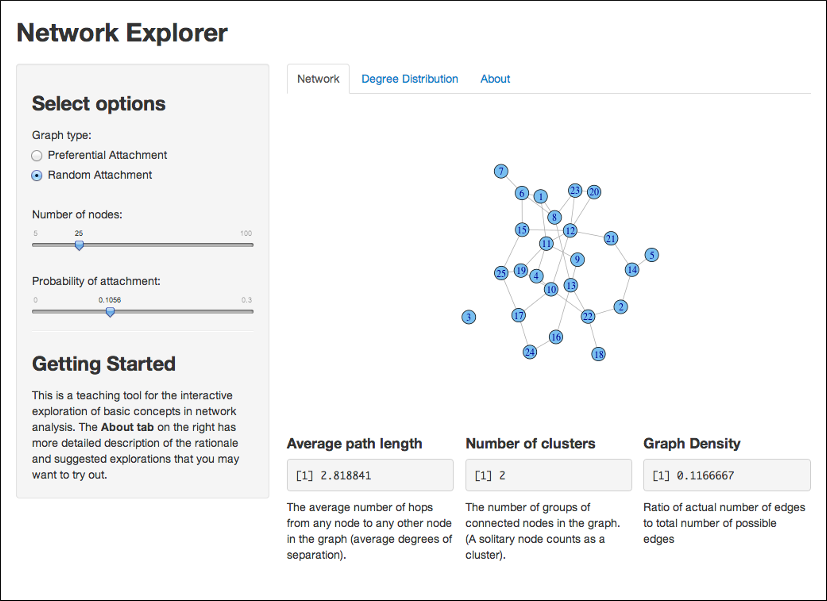 Network Explorer
Select options
Graph type:
Preferential Attachment
Random Attachment
Number of nodes:
5 25 100
Probability of attachment:
0 0.1056 0.3
Getting Started
This is a teaching tool for the interactive
exploration of basic concepts in network
analysis. The About tab on the right has
more detailed description of the rationale
and suggested explorations that you may
want to try out.
Network Degree Distribution About
7
6 1 23 20
8
15 12
11 21
9 5
25 19 4 14
10 13
2
3 17 22
16
24 18
Average path length
[1] 2.818841
The average number of hops
from any node to any other node
in the graph (average degrees of
separation).
Number of clusters
[1] 2
The number of groups of
connected nodes in the graph.
(A solitary node counts as a
cluster).
Graph Density
[1] 0.1166667
Ratio of actual number of edges
to total number of possible
edges